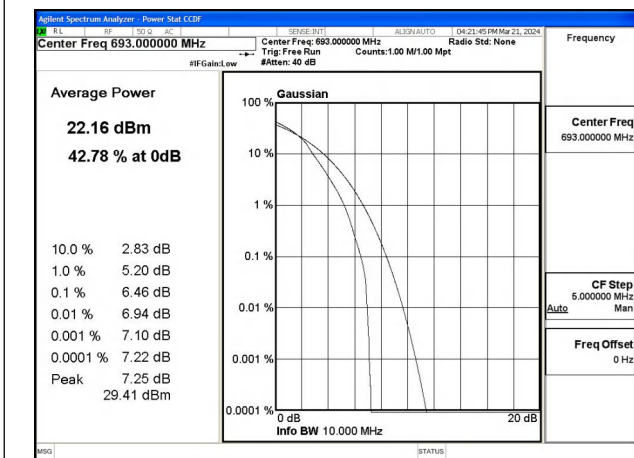 Agilent Spectrum Analyzer - Power Stat CCDF
RL RF 50 Ω AC SENSE:INT ALIGN AUTO 04:21:45 PM Mar 21, 2024
Center Freq 693.000000 MHz
Center Freq: 693.000000 MHz Radio Std: None
Trig: Free Run Counts:1.00 M/1.00 Mpt
#IFGain:Low #Atten: 40 dB
Frequency
Average Power
22.16 dBm
42.78 % at 0dB
10.0 % 2.83 dB
1.0 % 5.20 dB
0.1 % 6.46 dB
0.01 % 6.94 dB
0.001 % 7.10 dB
0.0001 % 7.22 dB
Peak 7.25 dB
29.41 dBm
Gaussian
100 %
10 %
1 %
0.1 %
0.01 %
0.001 %
0.0001 %
0 dB 20 dB
Info BW 10.000 MHz
Center Freq
693.000000 MHz
CF Step
5.000000 MHz
Auto Man
Freq Offset
0 Hz
MSG STATUS